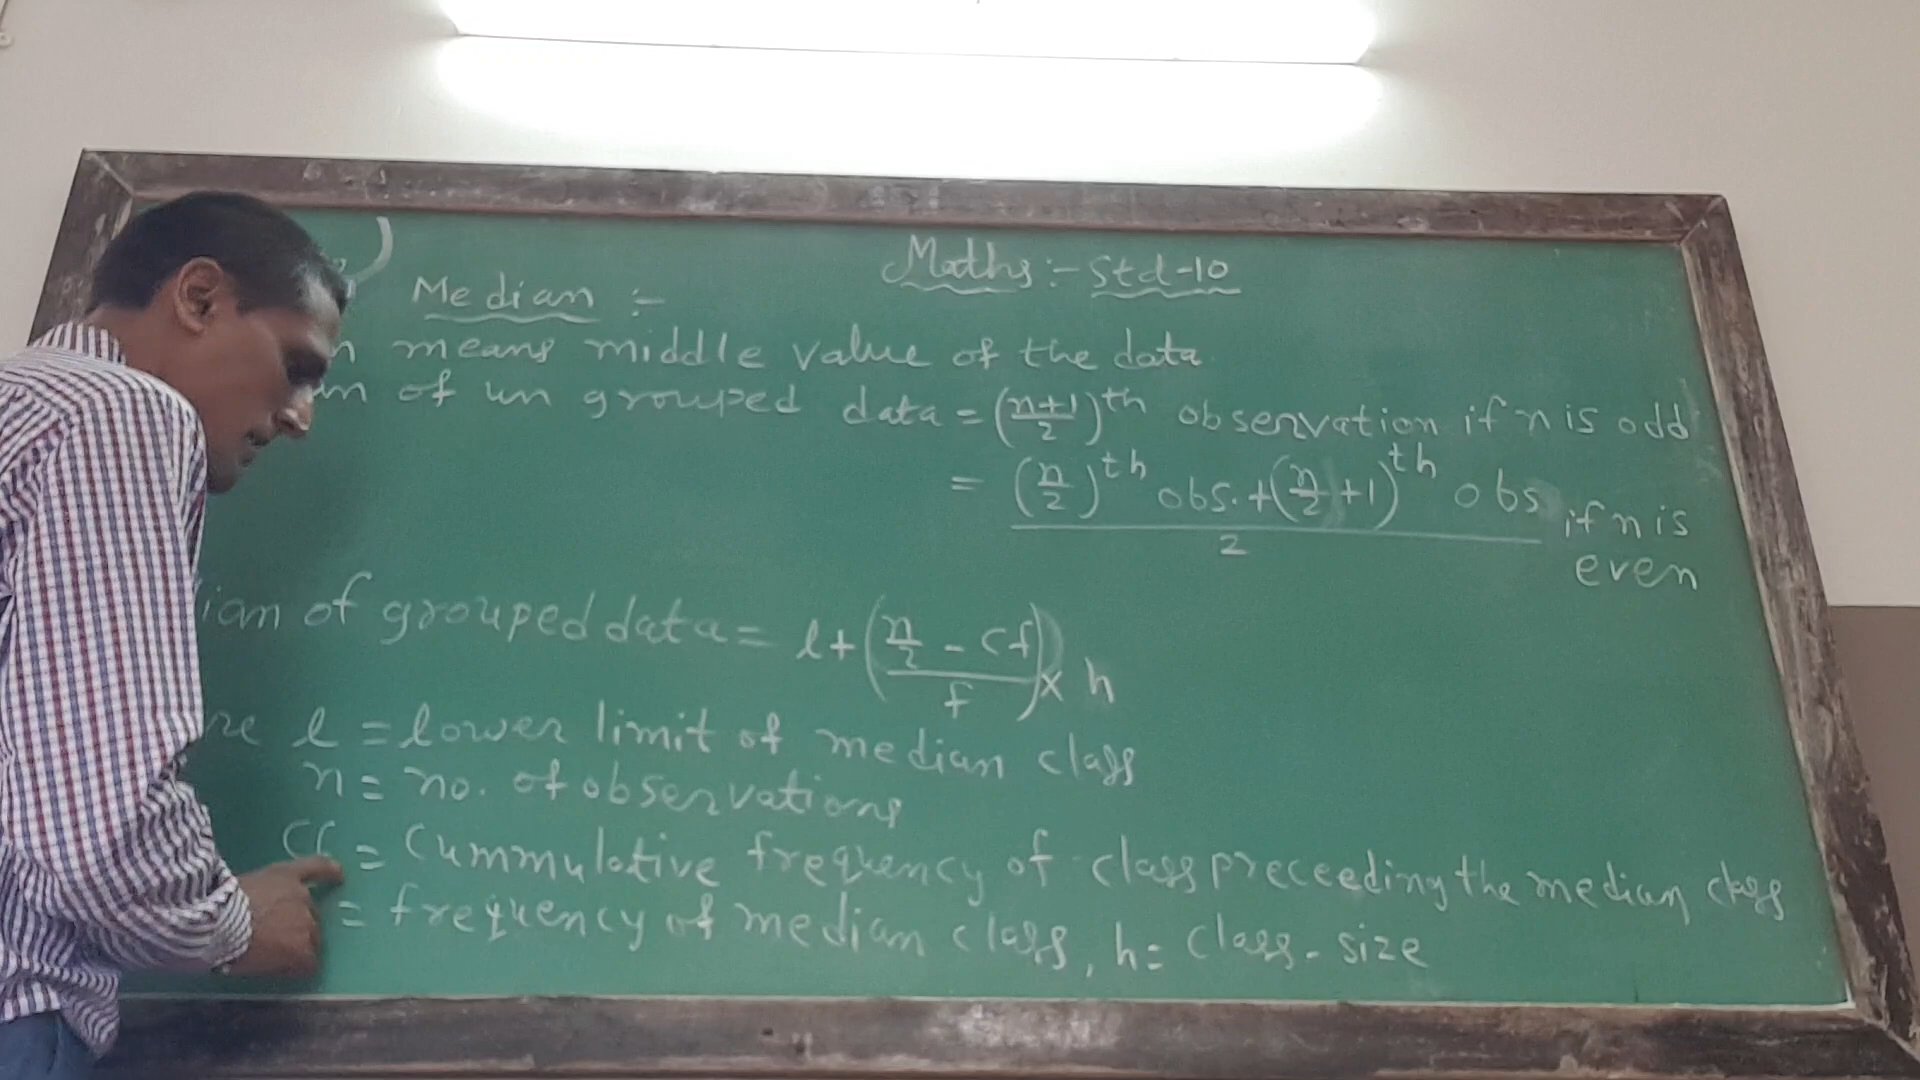 Maths :- Std-10
Median :-
means middle value of the data
of un grouped data = (n+1/2)th observation if n is odd
= (n/2)th obs. + (n/2 +1)th obs / 2 if n is even
of grouped data = l + (n/2 - cf / f) x h
l = lower limit of median class
n = no. of observations
cf = Cummulative frequency of class preceeding the median class
= frequency of median class, h = class-size